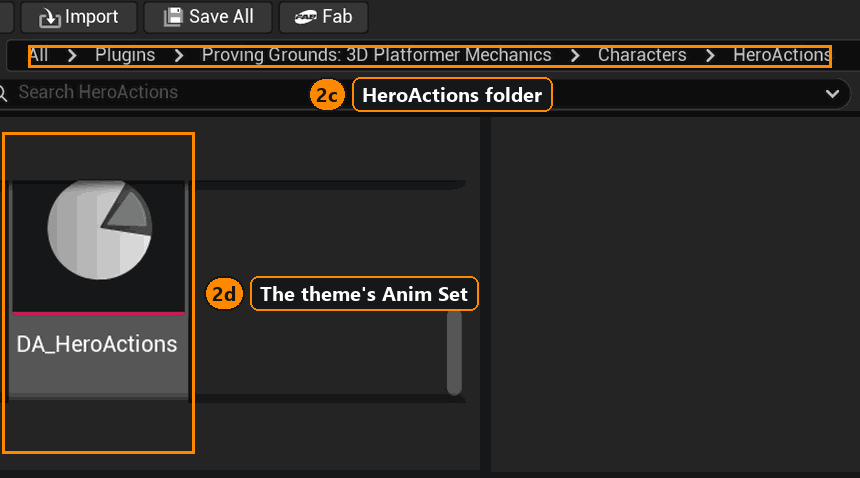 Import Save All FAB Fab
All > Plugins > Proving Grounds: 3D Platformer Mechanics > Characters > HeroActions
Search HeroActions
2c HeroActions folder
2d The theme's Anim Set
DA_HeroActions